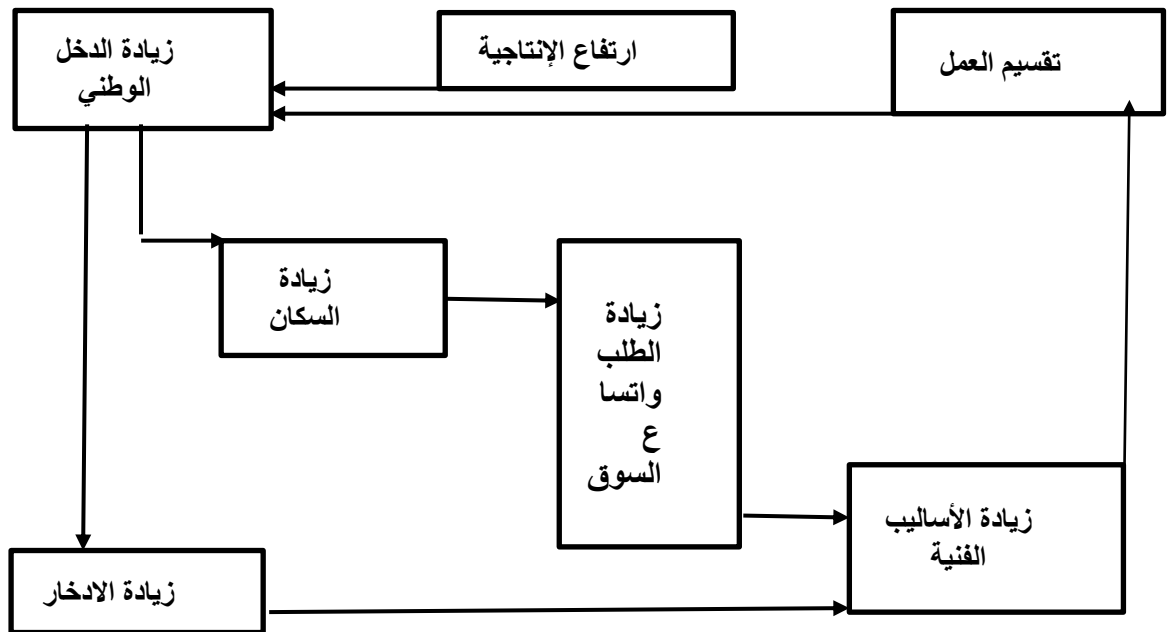 تقسيم العمل
ارتفاع الإنتاجية
زيادة الدخل
الوطني
زيادة
السكان
زيادة
الطلب
واتسا
ع
السوق
زيادة الأساليب
الفنية
زيادة الادخار